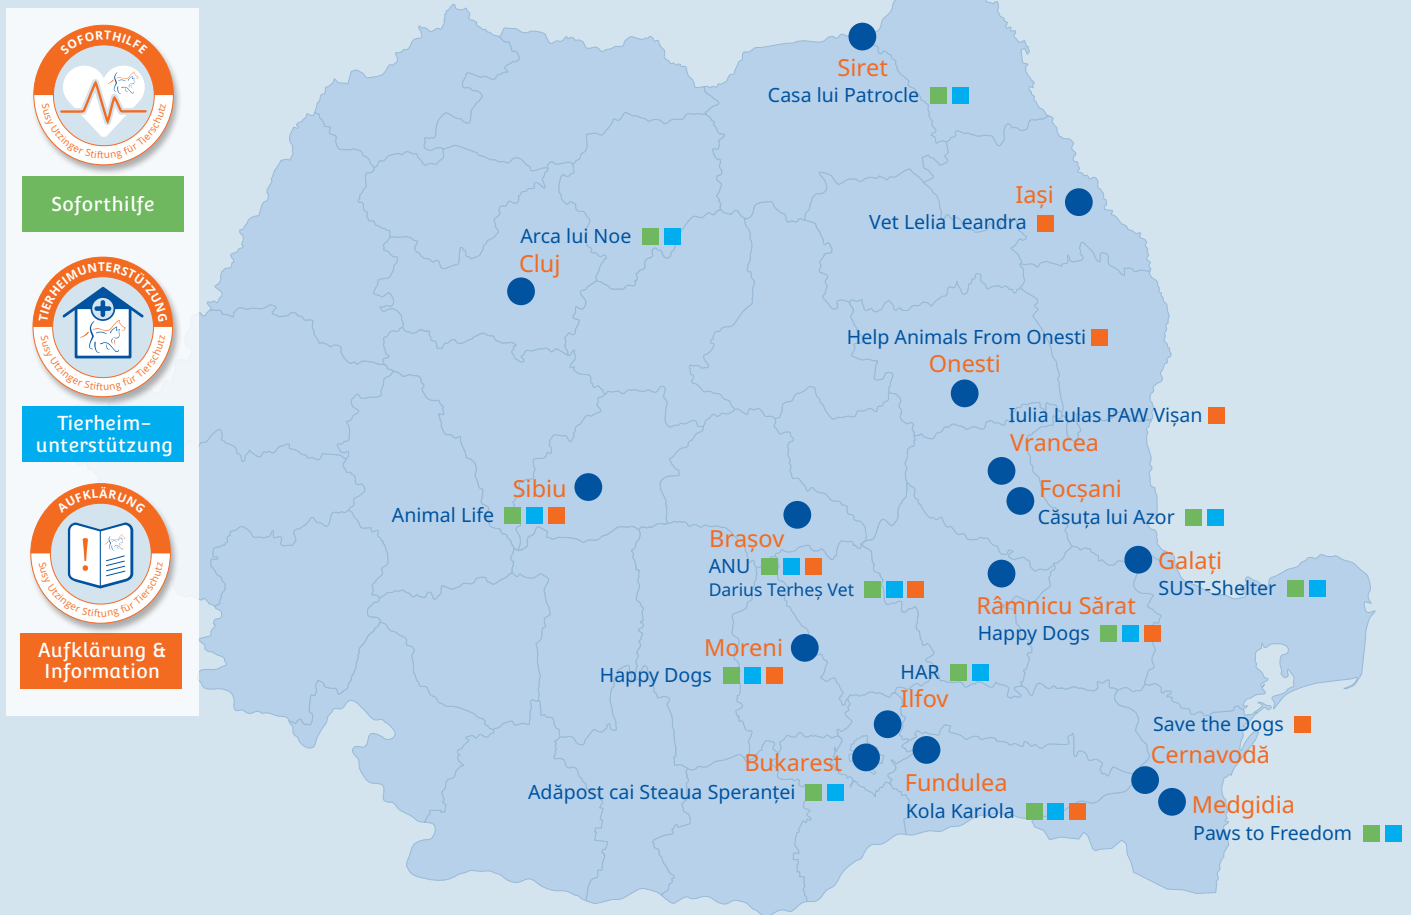 SOFORTHILFE
Susy Utzinger Stiftung für Tierschutz
Soforthilfe
TIERHEIMUNTERSTÜTZUNG
Susy Utzinger Stiftung für Tierschutz
Tierheim-
unterstützung
AUFKLÄRUNG
!
Susy Utzinger Stiftung für Tierschutz
Aufklärung &
Information
Siret
Casa lui Patrocle
Iași
Vet Lelia Leandra
Arca lui Noe
Cluj
Help Animals From Onesti
Onesti
Iulia Lulas PAW Vișan
Vrancea
Sibiu
Animal Life
Focșani
Căsuța lui Azor
Brașov
ANU
Darius Terheș Vet
Galați
SUST-Shelter
Râmnicu Sărat
Happy Dogs
Moreni
Happy Dogs
HAR
Ilfov
Save the Dogs
Cernavodă
Bukarest
Adăpost cai Steaua Speranței
Fundulea
Kola Kariola
Medgidia
Paws to Freedom